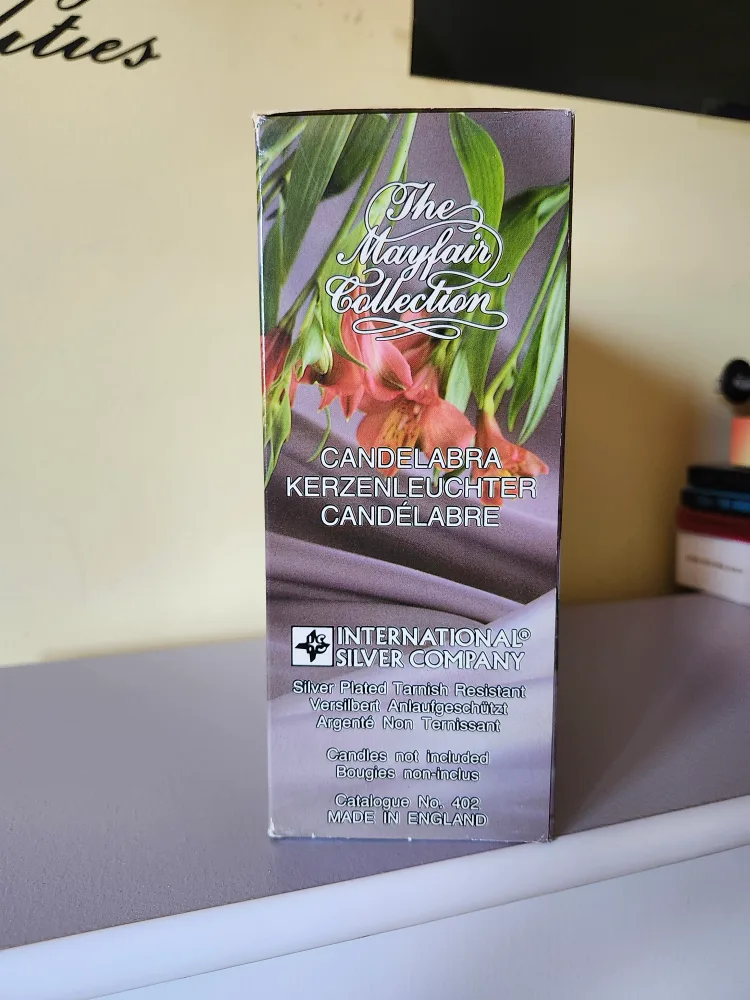 The
Mayfair
Collection
CANDELABRA
KERZENLEUCHTER
CANDÉLABRE
INTERNATIONAL®
SILVER COMPANY
Silver Plated Tarnish Resistant
Versilbert Anlaufgeschützt
Argenté Non Ternissant
Candles not included
Bougies non-inclus
Catalogue No. 402
MADE IN ENGLAND